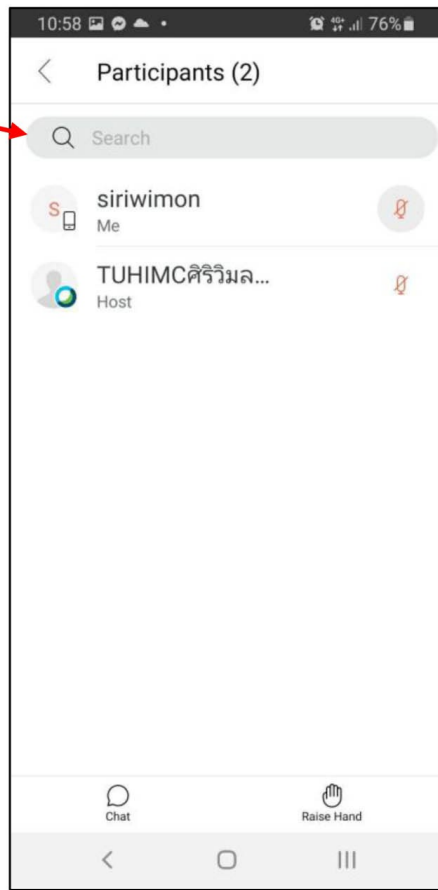 10:58 4G+ 76%
Participants (2)
Search
S
siriwimon
Me
TUHIMCศิริวิมล...
Host
Chat
Raise Hand